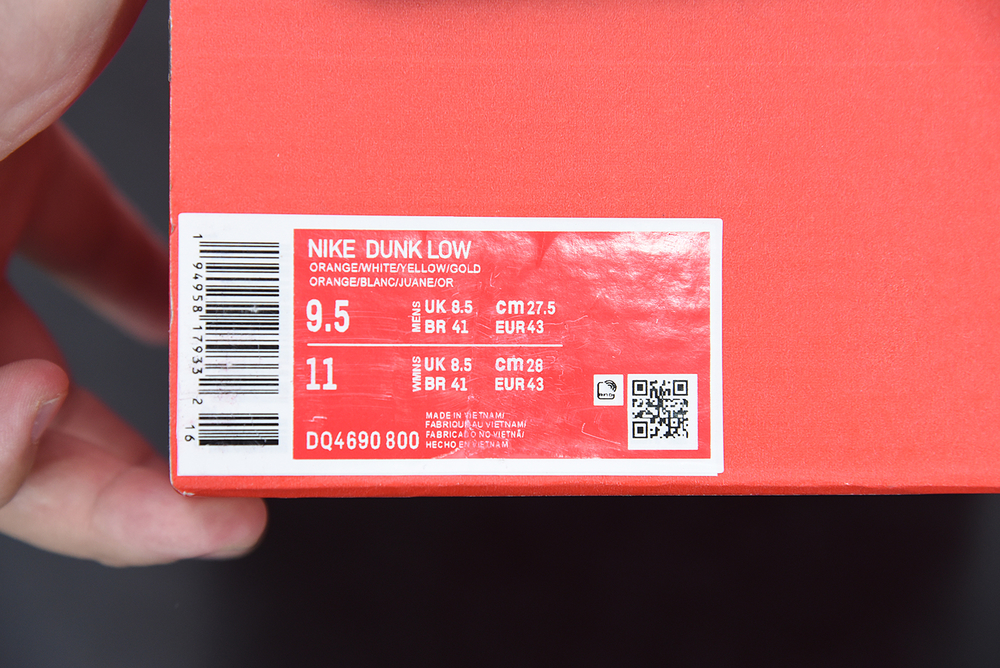 NIKE DUNK LOW
ORANGE/WHITE/YELLOW/GOLD
ORANGE/BLANC/JUANE/OR
9.5 MENS UK 8.5 cm 27.5
BR 41 EUR 43
11 WMNS UK 8.5 cm 28
BR 41 EUR 43
DQ4690 800
MADE IN VIETNAM/
FABRIQUÉ AU VIETNAM/
FABRICADO NO VIETNÃ/
HECHO EN VIETNAM
1 94958 17933 2
16